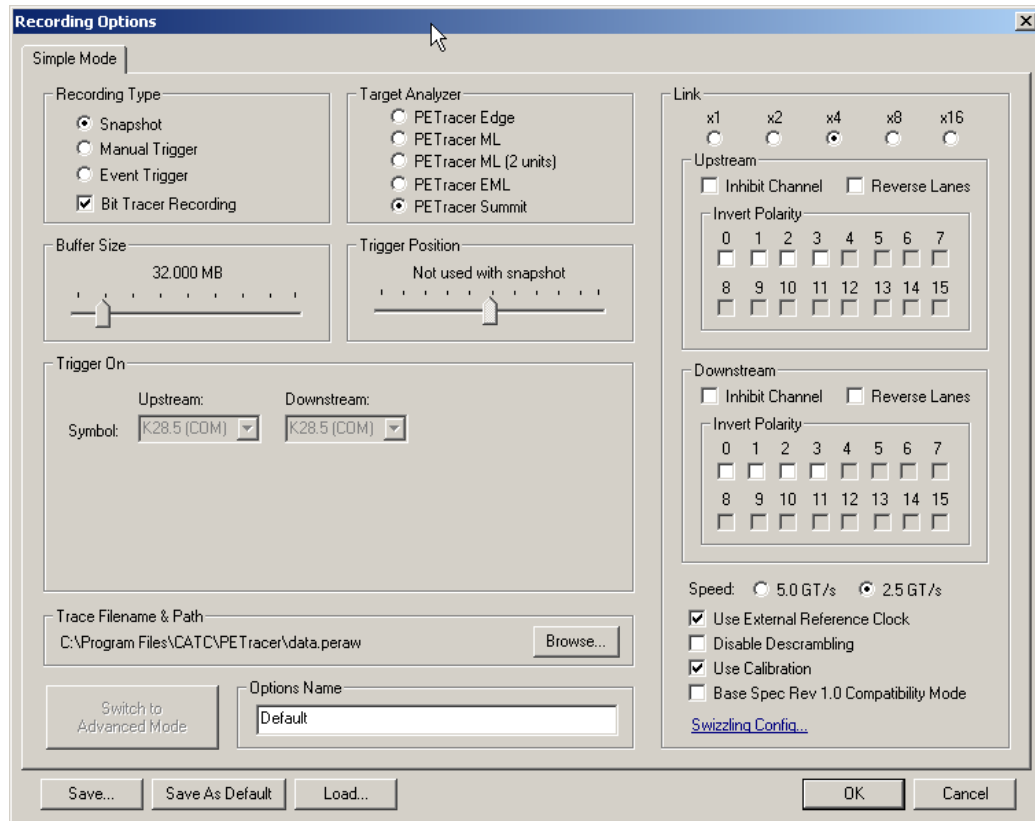 Recording Options
Simple Mode
Recording Type
Snapshot
Manual Trigger
Event Trigger
Bit Tracer Recording
Target Analyzer
PETracer Edge
PETracer ML
PETracer ML (2 units)
PETracer EML
PETracer Summit
Buffer Size
32.000 MB
Trigger Position
Not used with snapshot
Trigger On
Upstream: Downstream:
Symbol: K28.5 (COM) K28.5 (COM)
Trace Filename & Path
C:\Program Files\CATC\PETracer\data.peraw Browse...
Switch to
Advanced Mode
Options Name
Default
Link
x1 x2 x4 x8 x16
Upstream
Inhibit Channel Reverse Lanes
Invert Polarity
0 1 2 3 4 5 6 7
8 9 10 11 12 13 14 15
Downstream
Inhibit Channel Reverse Lanes
Invert Polarity
0 1 2 3 4 5 6 7
8 9 10 11 12 13 14 15
Speed: 5.0 GT/s 2.5 GT/s
Use External Reference Clock
Disable Descrambling
Use Calibration
Base Spec Rev 1.0 Compatibility Mode
Swizzling Config...
Save... Save As Default Load... OK Cancel